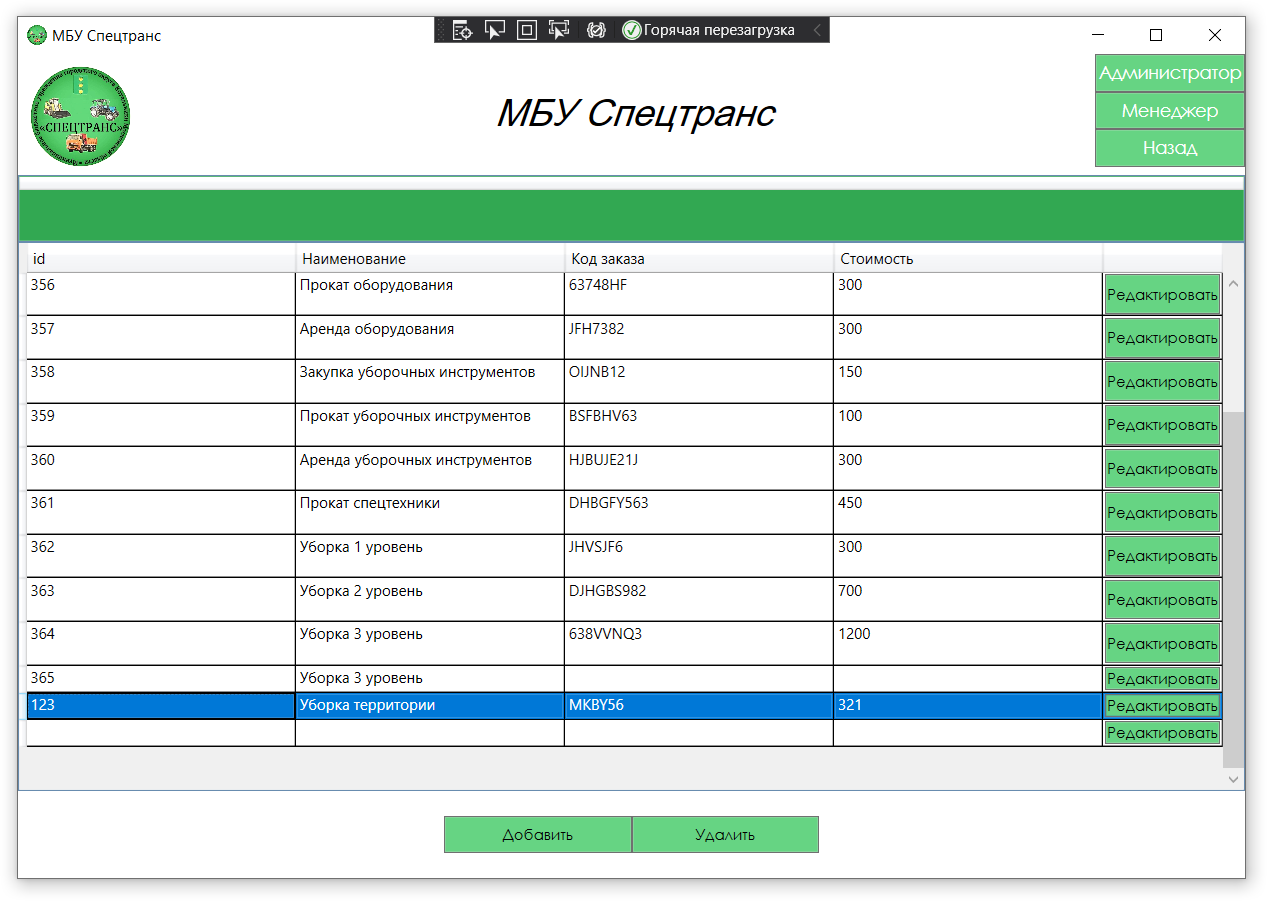 МБУ Спецтранс
Горячая перезагрузка
Администратор
«СПЕЦТРАНС»
МБУ Спецтранс
Менеджер
Назад
id Наименование Код заказа Стоимость
356 Прокат оборудования 63748HF 300 Редактировать
357 Аренда оборудования JFH7382 300 Редактировать
358 Закупка уборочных инструментов OIJNB12 150 Редактировать
359 Прокат уборочных инструментов BSFBHV63 100 Редактировать
360 Аренда уборочных инструментов HJBUJE21J 300 Редактировать
361 Прокат спецтехники DHBGFY563 450 Редактировать
362 Уборка 1 уровень JHVSJF6 300 Редактировать
363 Уборка 2 уровень DJHGBS982 700 Редактировать
364 Уборка 3 уровень 638VVNQ3 1200 Редактировать
365 Уборка 3 уровень Редактировать
123 Уборка территории MKBY56 321 Редактировать
Редактировать
Добавить Удалить